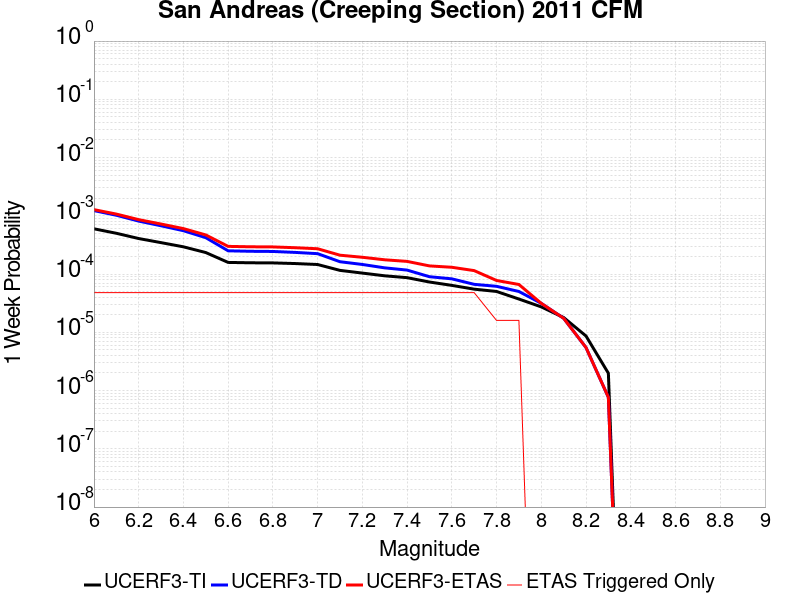 San Andreas (Creeping Section) 2011 CFM
10 0
10 -1
10 -2
10 -3
10 -4
10 -5
10 -6
10 -7
10 -8
1 Week Probability
6 6.2 6.4 6.6 6.8 7 7.2 7.4 7.6 7.8 8 8.2 8.4 8.6 8.8 9
Magnitude
UCERF3-TI UCERF3-TD UCERF3-ETAS ETAS Triggered Only